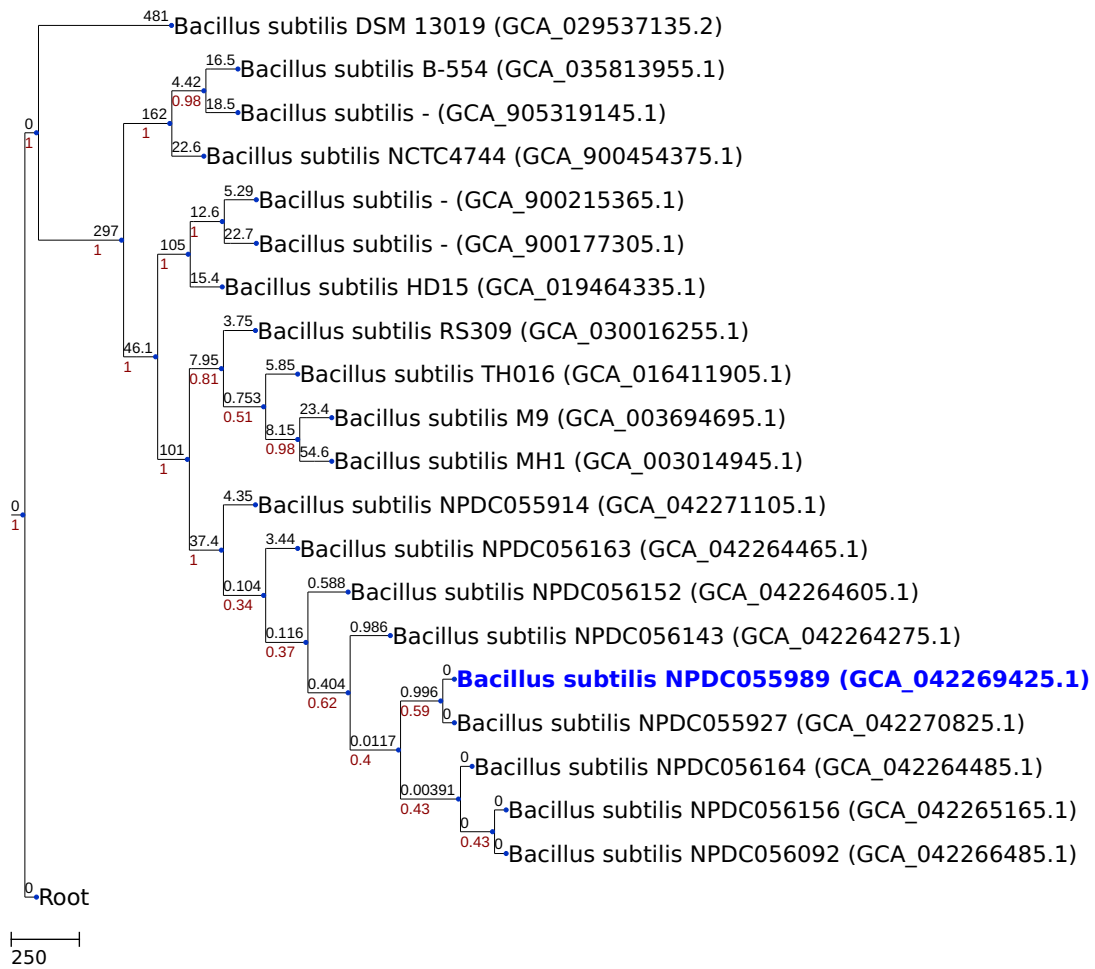 481
Bacillus subtilis DSM 13019 (GCA_029537135.2)
16.5
Bacillus subtilis B-554 (GCA_035813955.1)
4.42
0.98
18.5
Bacillus subtilis - (GCA_905319145.1)
162
1
0
1
22.6
Bacillus subtilis NCTC4744 (GCA_900454375.1)
5.29
Bacillus subtilis - (GCA_900215365.1)
12.6
1
297
1
22.7
Bacillus subtilis - (GCA_900177305.1)
105
1
15.4
Bacillus subtilis HD15 (GCA_019464335.1)
3.75
Bacillus subtilis RS309 (GCA_030016255.1)
46.1
1
7.95
0.81
5.85
Bacillus subtilis TH016 (GCA_016411905.1)
0.753
0.51
23.4
Bacillus subtilis M9 (GCA_003694695.1)
8.15
0.98
54.6
Bacillus subtilis MH1 (GCA_003014945.1)
101
1
4.35
Bacillus subtilis NPDC055914 (GCA_042271105.1)
0
1
37.4
1
3.44
Bacillus subtilis NPDC056163 (GCA_042264465.1)
0.104
0.34
0.588
Bacillus subtilis NPDC056152 (GCA_042264605.1)
0.116
0.37
0.986
Bacillus subtilis NPDC056143 (GCA_042264275.1)
0.404
0.62
0
Bacillus subtilis NPDC055989 (GCA_042269425.1)
0.996
0.59
0
Bacillus subtilis NPDC055927 (GCA_042270825.1)
0.0117
0.4
0
Bacillus subtilis NPDC056164 (GCA_042264485.1)
0.00391
0.43
0
Bacillus subtilis NPDC056156 (GCA_042265165.1)
0
0.43
0
Bacillus subtilis NPDC056092 (GCA_042266485.1)
0
Root
250